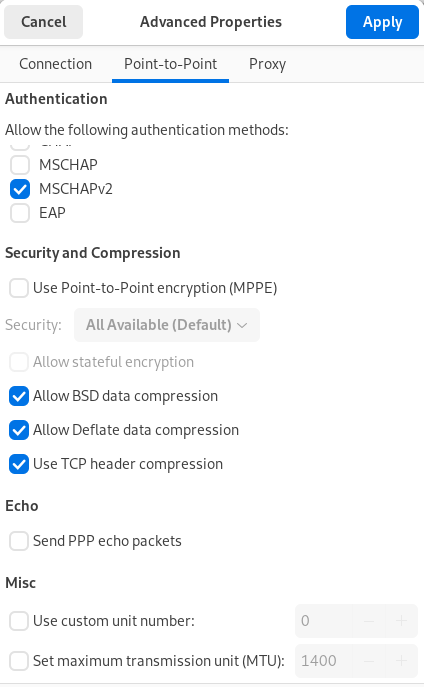 Cancel
Advanced Properties
Apply
Connection
Point-to-Point
Proxy
Authentication
Allow the following authentication methods:
MSCHAP
MSCHAPv2
EAP
Security and Compression
Use Point-to-Point encryption (MPPE)
Security:
All Available (Default)
Allow stateful encryption
Allow BSD data compression
Allow Deflate data compression
Use TCP header compression
Echo
Send PPP echo packets
Misc
Use custom unit number:
0
Set maximum transmission unit (MTU):
1400